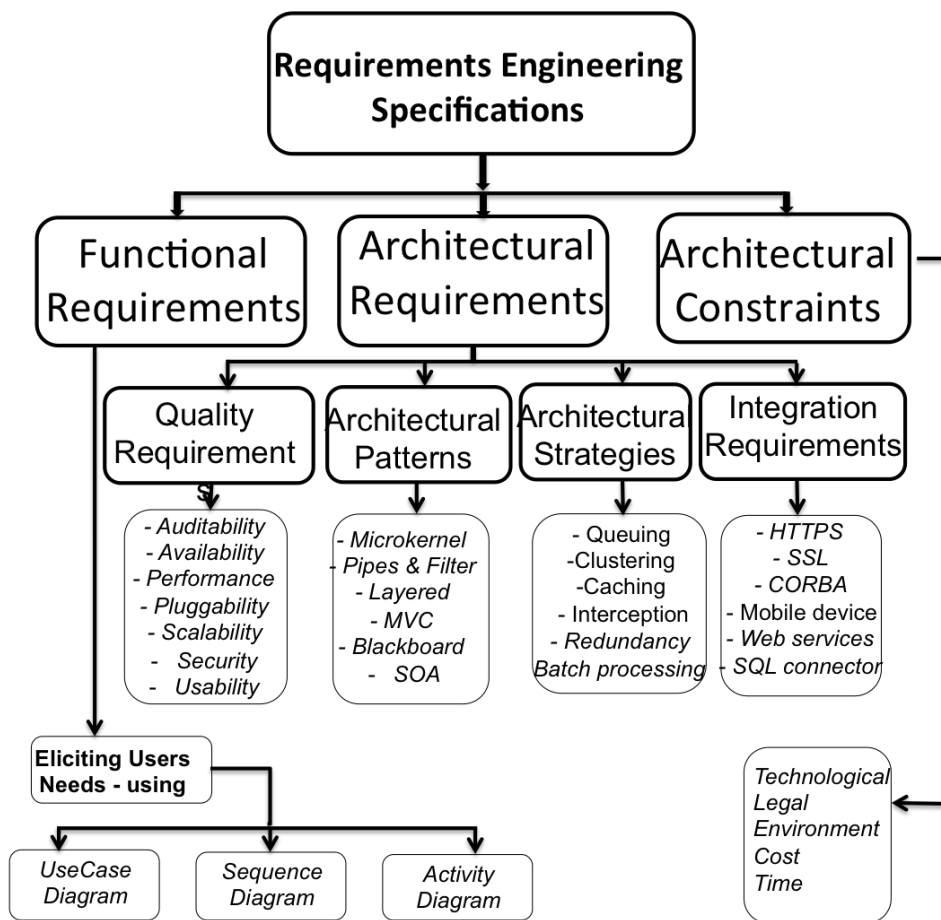 Requirements Engineering
Specifications
Functional
Requirements
Architectural
Requirements
Architectural
Constraints
Quality
Requirement
s
Architectural
Patterns
Architectural
Strategies
Integration
Requirements
- Auditability
- Availability
- Performance
- Pluggability
- Scalability
- Security
- Usability
- Microkernel
- Pipes & Filter
- Layered
- MVC
- Blackboard
- SOA
- Queuing
-Clustering
-Caching
- Interception
- Redundancy
Batch processing
- HTTPS
- SSL
- CORBA
- Mobile device
- Web services
- SQL connector
Eliciting Users
Needs - using
UseCase
Diagram
Sequence
Diagram
Activity
Diagram
Technological
Legal
Environment
Cost
Time